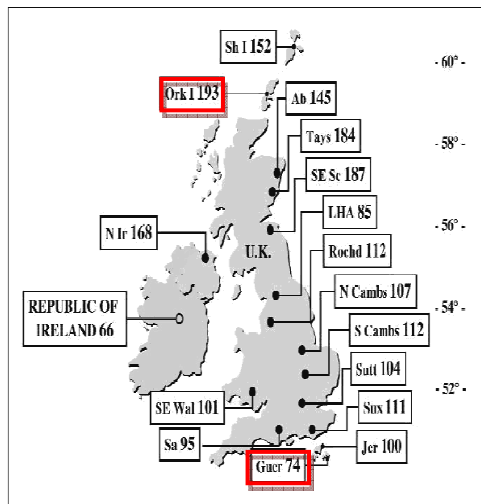 Sh I 152
- 60° -
Ork I 193
Ab 145
Tays 184
- 58° -
SE Sc 187
LHA 85
- 56° -
N Ir 168
U.K.
Rochd 112
N Cambs 107
REPUBLIC OF
IRELAND 66
- 54° -
S Cambs 112
Sutt 104
- 52° -
SE Wal 101
Sux 111
Sa 95
Jer 100
Guer 74